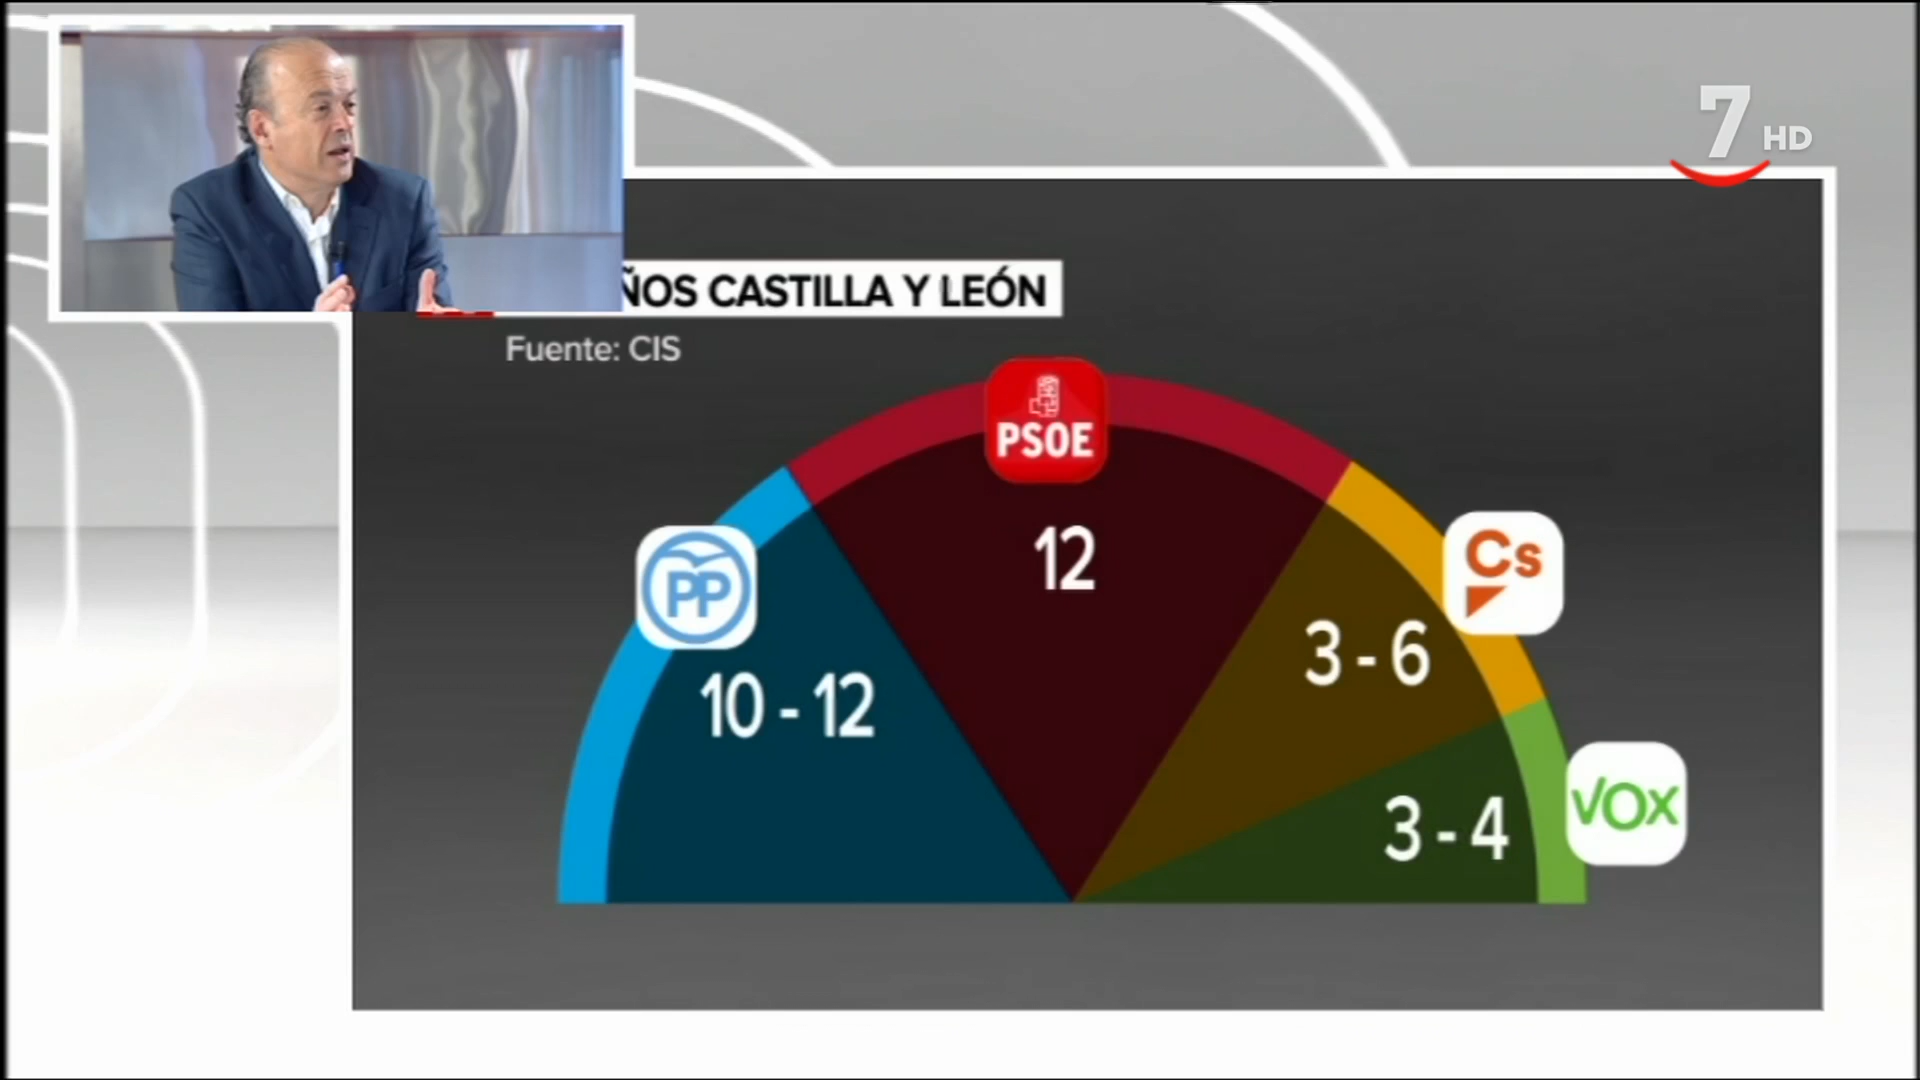 7 HD
ÑOS CASTILLA Y LEÓN
Fuente: CIS
PSOE
12
Cs
PP
3 - 6
10 - 12
VOX
3 - 4